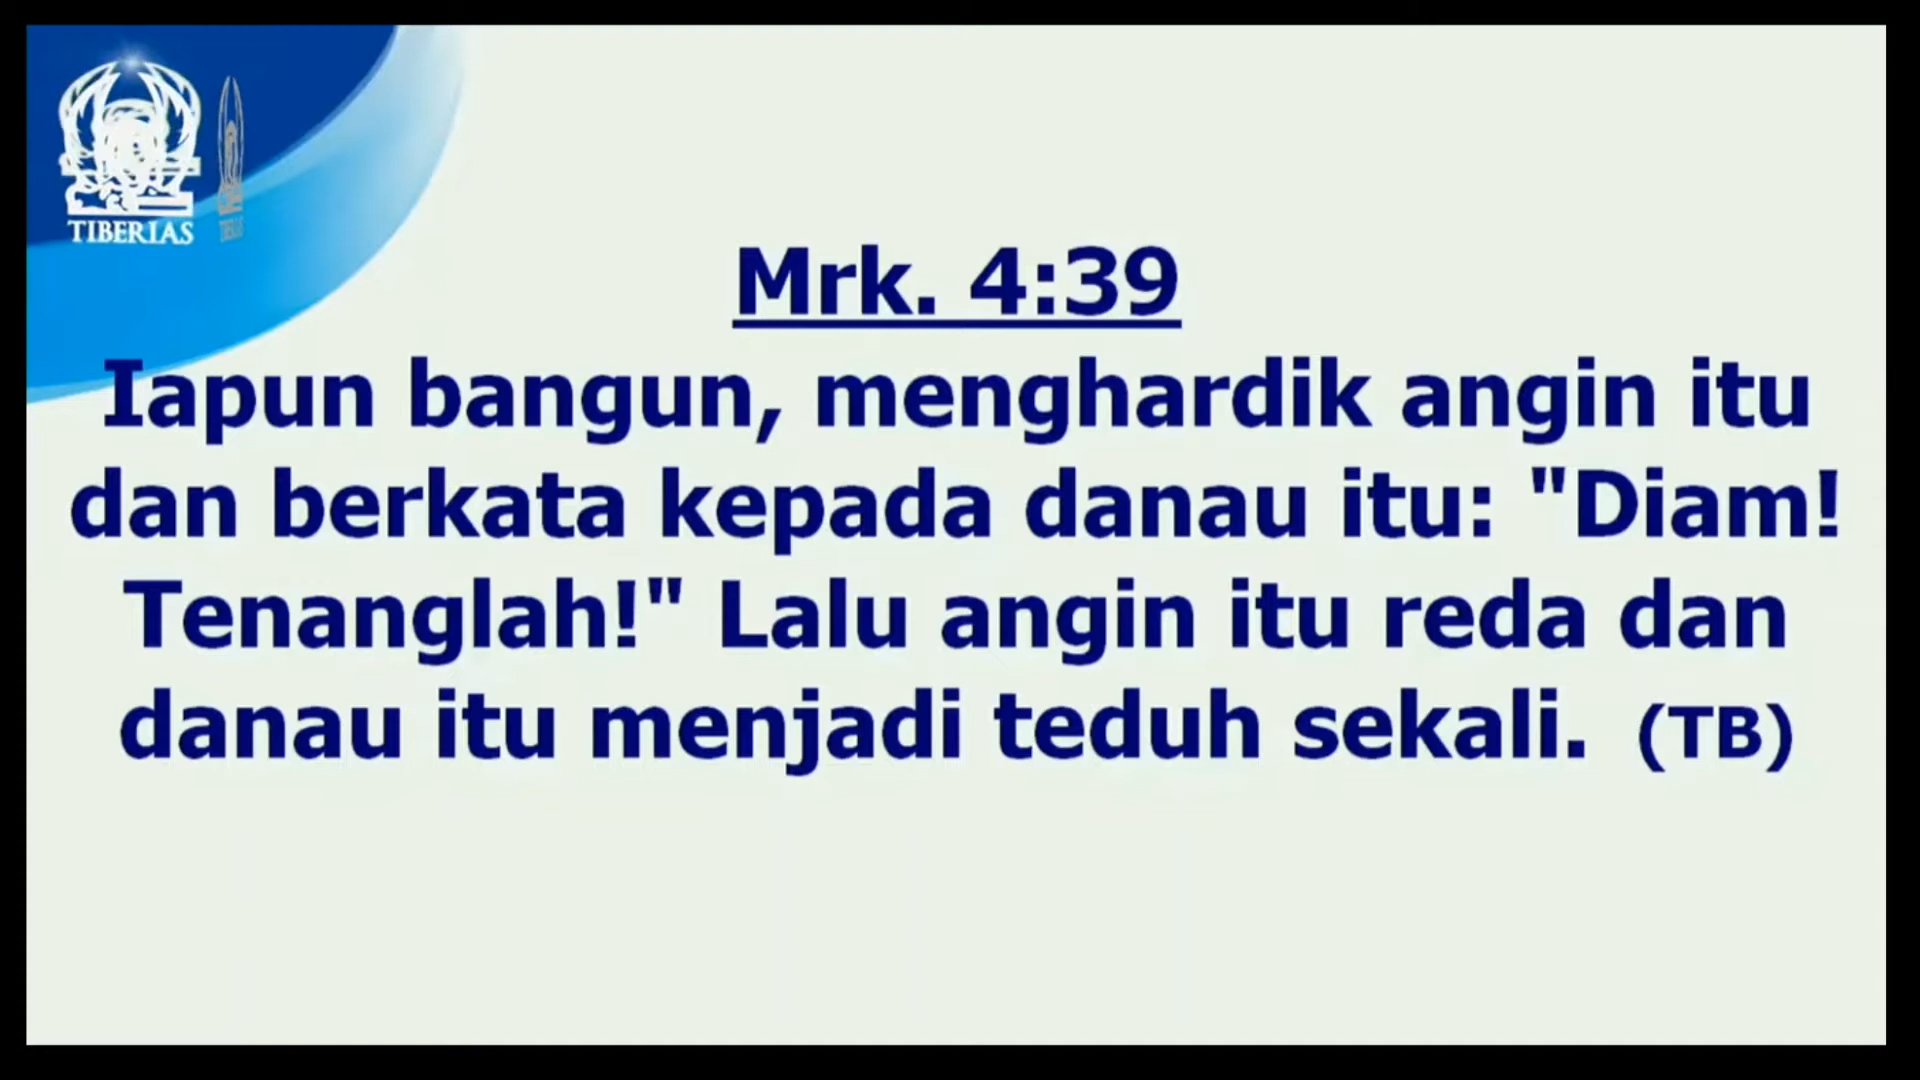 TIBERIAS
Mrk. 4:39
Iapun bangun, menghardik angin itu
dan berkata kepada danau itu: "Diam!
Tenanglah!" Lalu angin itu reda dan
danau itu menjadi teduh sekali. (TB)